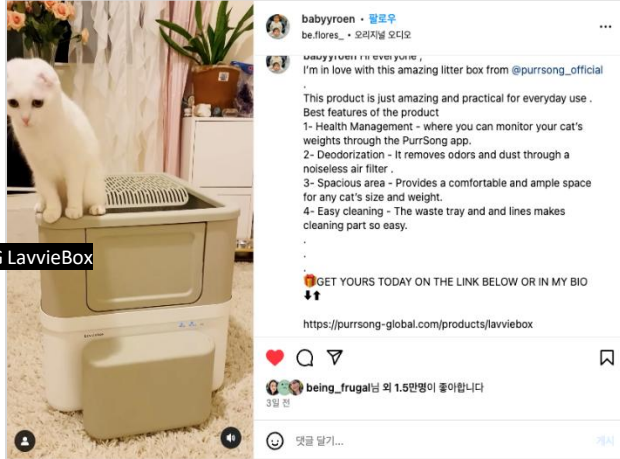 babyyroen • 팔로우
be.flores_ • 오리지널 오디오
babyyroen Hi everyone ,
I'm in love with this amazing litter box from @purrsong_official
.
This product is just amazing and practical for everyday use .
Best features of the product
1- Health Management - where you can monitor your cat's
weights through the PurrSong app.
2- Deodorization - It removes odors and dust through a
noiseless air filter .
3- Spacious area - Provides a comfortable and ample space
for any cat's size and weight.
4- Easy cleaning - The waste tray and and lines makes
cleaning part so easy.
.
.
.
🎁GET YOURS TODAY ON THE LINK BELOW OR IN MY BIO
⬇⬆
https://purrsong-global.com/products/lavviebox
LavvieBox
being_frugal님 외 1.5만명이 좋아합니다
3일 전
댓글 달기...
게시